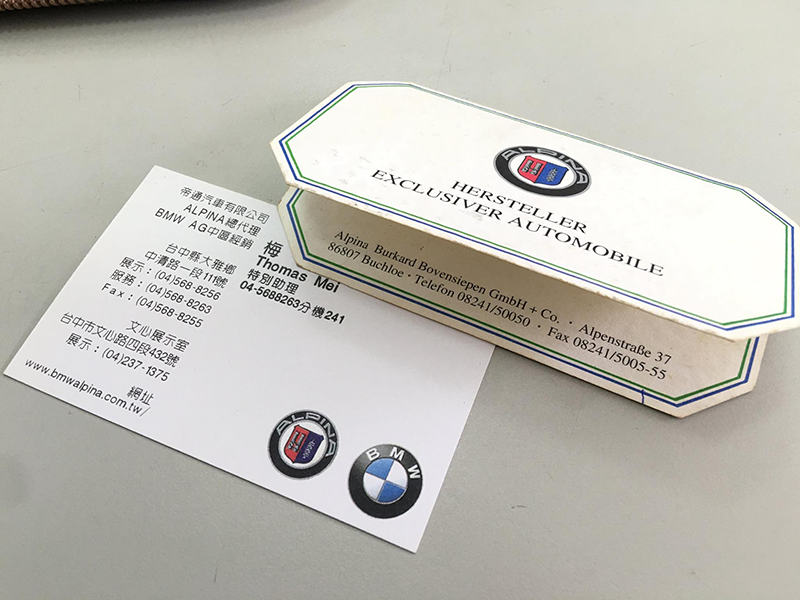 帝通汽車有限公司
ALPINA總代理
BMW AG中區經銷
台中縣大雅鄉
中清路一段111號
展示：(04)568-8256
服務：(04)568-8263
Fax：(04)568-8255
文心展示室
台中市文心路四段432號
展示：(04)237-1375
網址
www.bmwalpina.com.tw/
梅
Thomas Mei
特別助理
04-5688263分機241
ALPINA
BMW
ALPINA
HERSTELLER
EXCLUSIVER AUTOMOBILE
Alpina Burkard Bovensiepen GmbH + Co. · Alpenstraße 37
86807 Buchloe · Telefon 08241/50050 · Fax 08241/5005-55